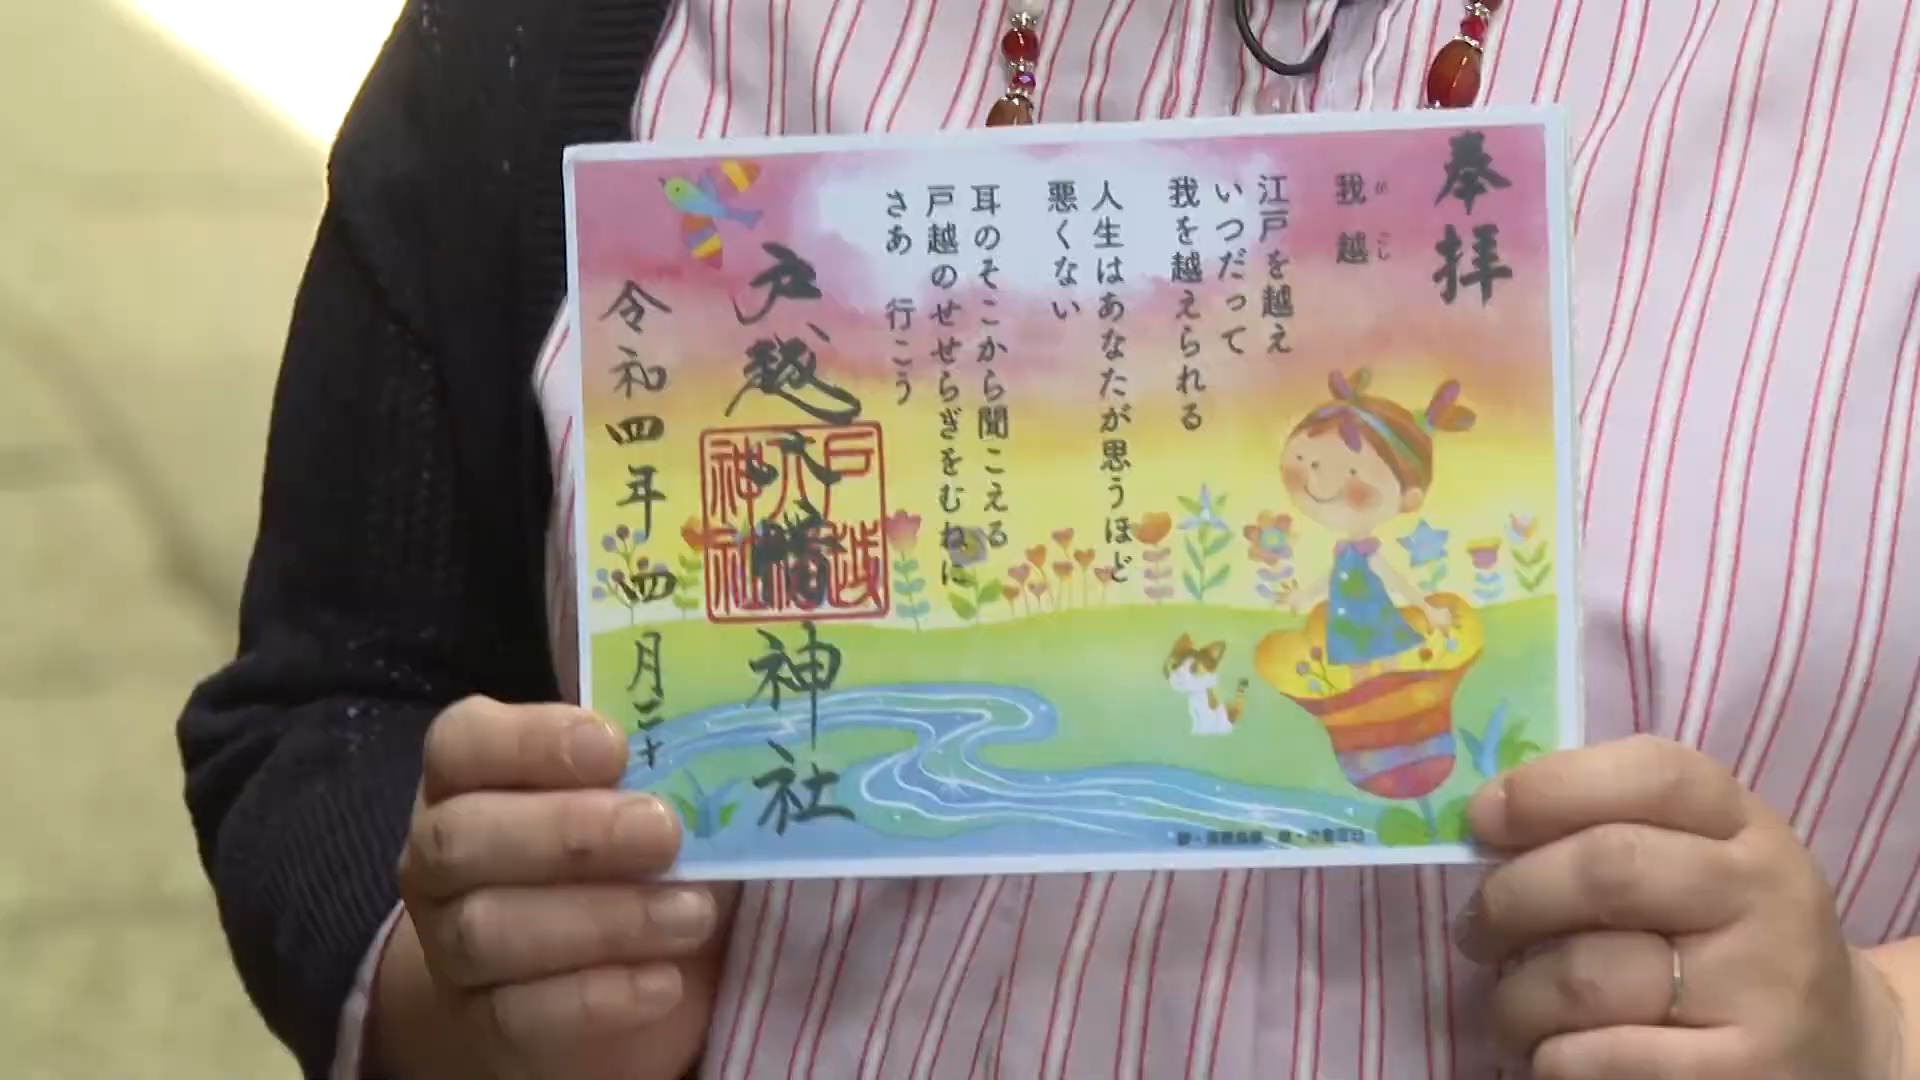 奉拝
我越
がこし
江戸を越え
いつだって
我を越えられる
人生はあなたが思うほど
悪くない
耳のそこから聞こえる
戸越のせせらぎをむねに
さあ 行こう
戸越八幡神社
戸越八幡神社
令和四年四月二十